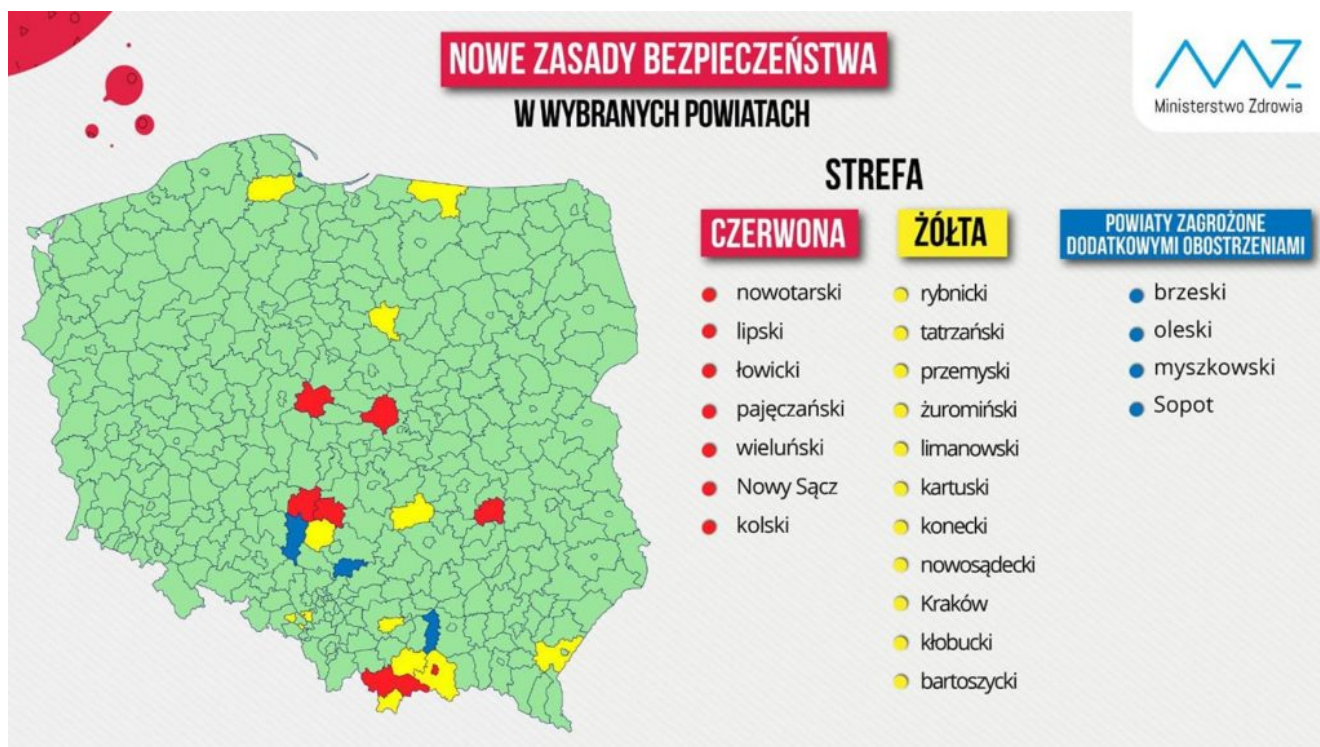 NOWE ZASADY BEZPIECZEŃSTWA
W WYBRANYCH POWIATACH
Ministerstwo Zdrowia
STREFA
CZERWONA
nowotarski
lipski
łowicki
pajęczański
wieluński
Nowy Sącz
kolski
ŻÓŁTA
rybnicki
tatrzański
przemyski
żuromiński
limanowski
kartuski
konecki
nowosądecki
Kraków
kłobucki
bartoszycki
POWIATY ZAGROŻONE
DODATKOWYMI OBOSTRZENIAMI
brzeski
oleski
myszkowski
Sopot